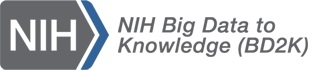 NIH
NIH Big Data to
Knowledge (BD2K)